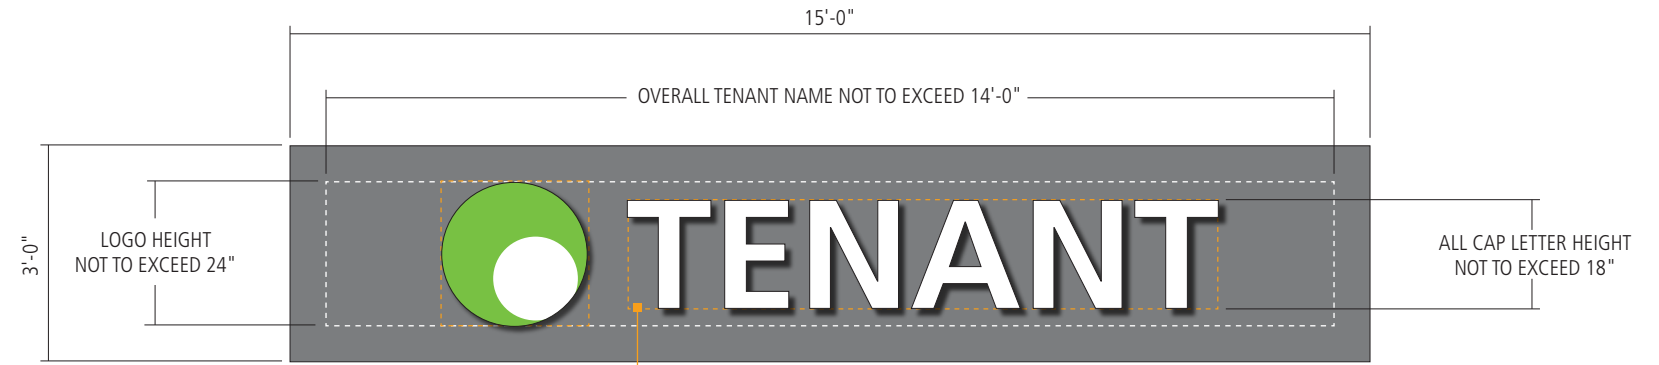 15'-0"
OVERALL TENANT NAME NOT TO EXCEED 14'-0"
3'-0"
LOGO HEIGHT
NOT TO EXCEED 24"
TENANT
ALL CAP LETTER HEIGHT
NOT TO EXCEED 18"